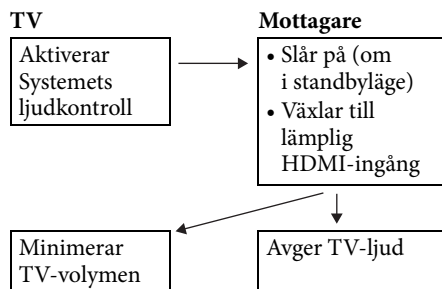 TV
Aktiverar
Systemets
ljudkontroll
Mottagare
• Slår på (om
i standbyläge)
• Växlar till
lämplig
HDMI-ingång
Minimerar
TV-volymen
Avger TV-ljud